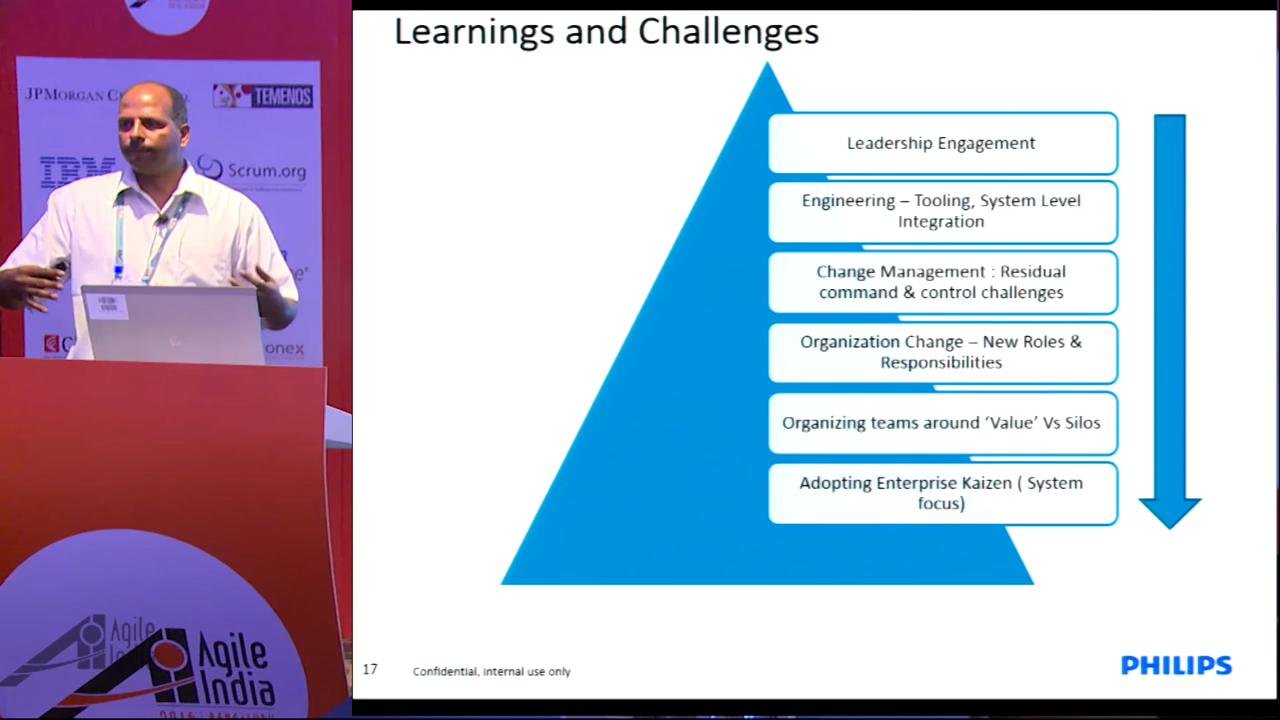 Learnings and Challenges
Leadership Engagement
Engineering – Tooling, System Level
Integration
Change Management : Residual
command & control challenges
Organization Change – New Roles &
Responsibilities
Organizing teams around ‘Value’ Vs Silos
Adopting Enterprise Kaizen ( System
focus)
17
Confidential, internal use only
PHILIPS
JPMORGAN
TEMENOS
IBM
Scrum.org
Agile
India
Agile